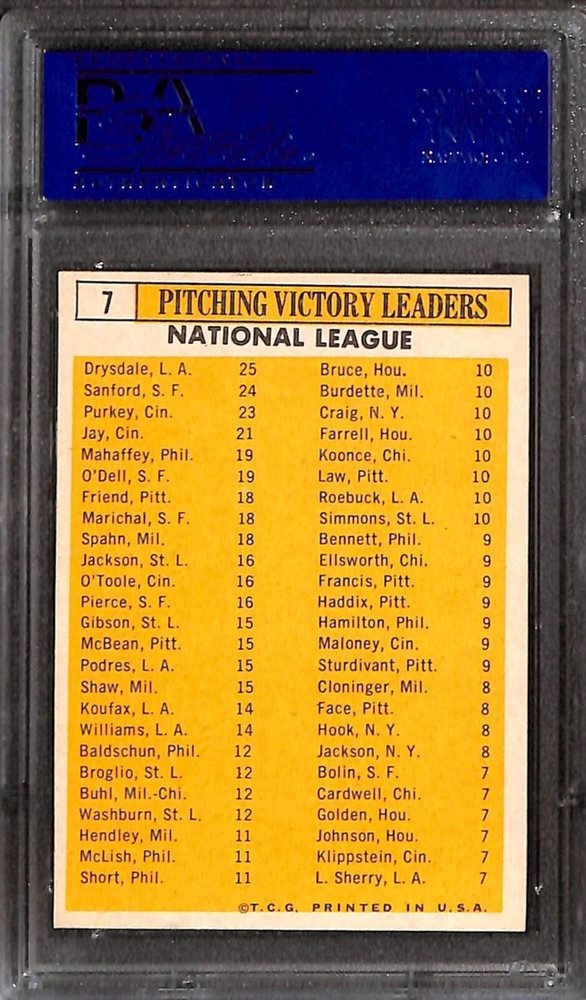 PSA
7 PITCHING VICTORY LEADERS
NATIONAL LEAGUE
Drysdale, L. A. 25
Sanford, S. F. 24
Purkey, Cin. 23
Jay, Cin. 21
Mahaffey, Phil. 19
O'Dell, S. F. 19
Friend, Pitt. 18
Marichal, S. F. 18
Spahn, Mil. 18
Jackson, St. L. 16
O'Toole, Cin. 16
Pierce, S. F. 16
Gibson, St. L. 15
McBean, Pitt. 15
Podres, L. A. 15
Shaw, Mil. 15
Koufax, L. A. 14
Williams, L. A. 14
Baldschun, Phil. 12
Broglio, St. L. 12
Buhl, Mil.-Chi. 12
Washburn, St. L. 12
Hendley, Mil. 11
McLish, Phil. 11
Short, Phil. 11
Bruce, Hou. 10
Burdette, Mil. 10
Craig, N. Y. 10
Farrell, Hou. 10
Koonce, Chi. 10
Law, Pitt. 10
Roebuck, L. A. 10
Simmons, St. L. 10
Bennett, Phil. 9
Ellsworth, Chi. 9
Francis, Pitt. 9
Haddix, Pitt. 9
Hamilton, Phil. 9
Maloney, Cin. 9
Sturdivant, Pitt. 9
Cloninger, Mil. 8
Face, Pitt. 8
Hook, N. Y. 8
Jackson, N. Y. 8
Bolin, S. F. 7
Cardwell, Chi. 7
Golden, Hou. 7
Johnson, Hou. 7
Klippstein, Cin. 7
L. Sherry, L. A. 7
©T.C.G. PRINTED IN U.S.A.